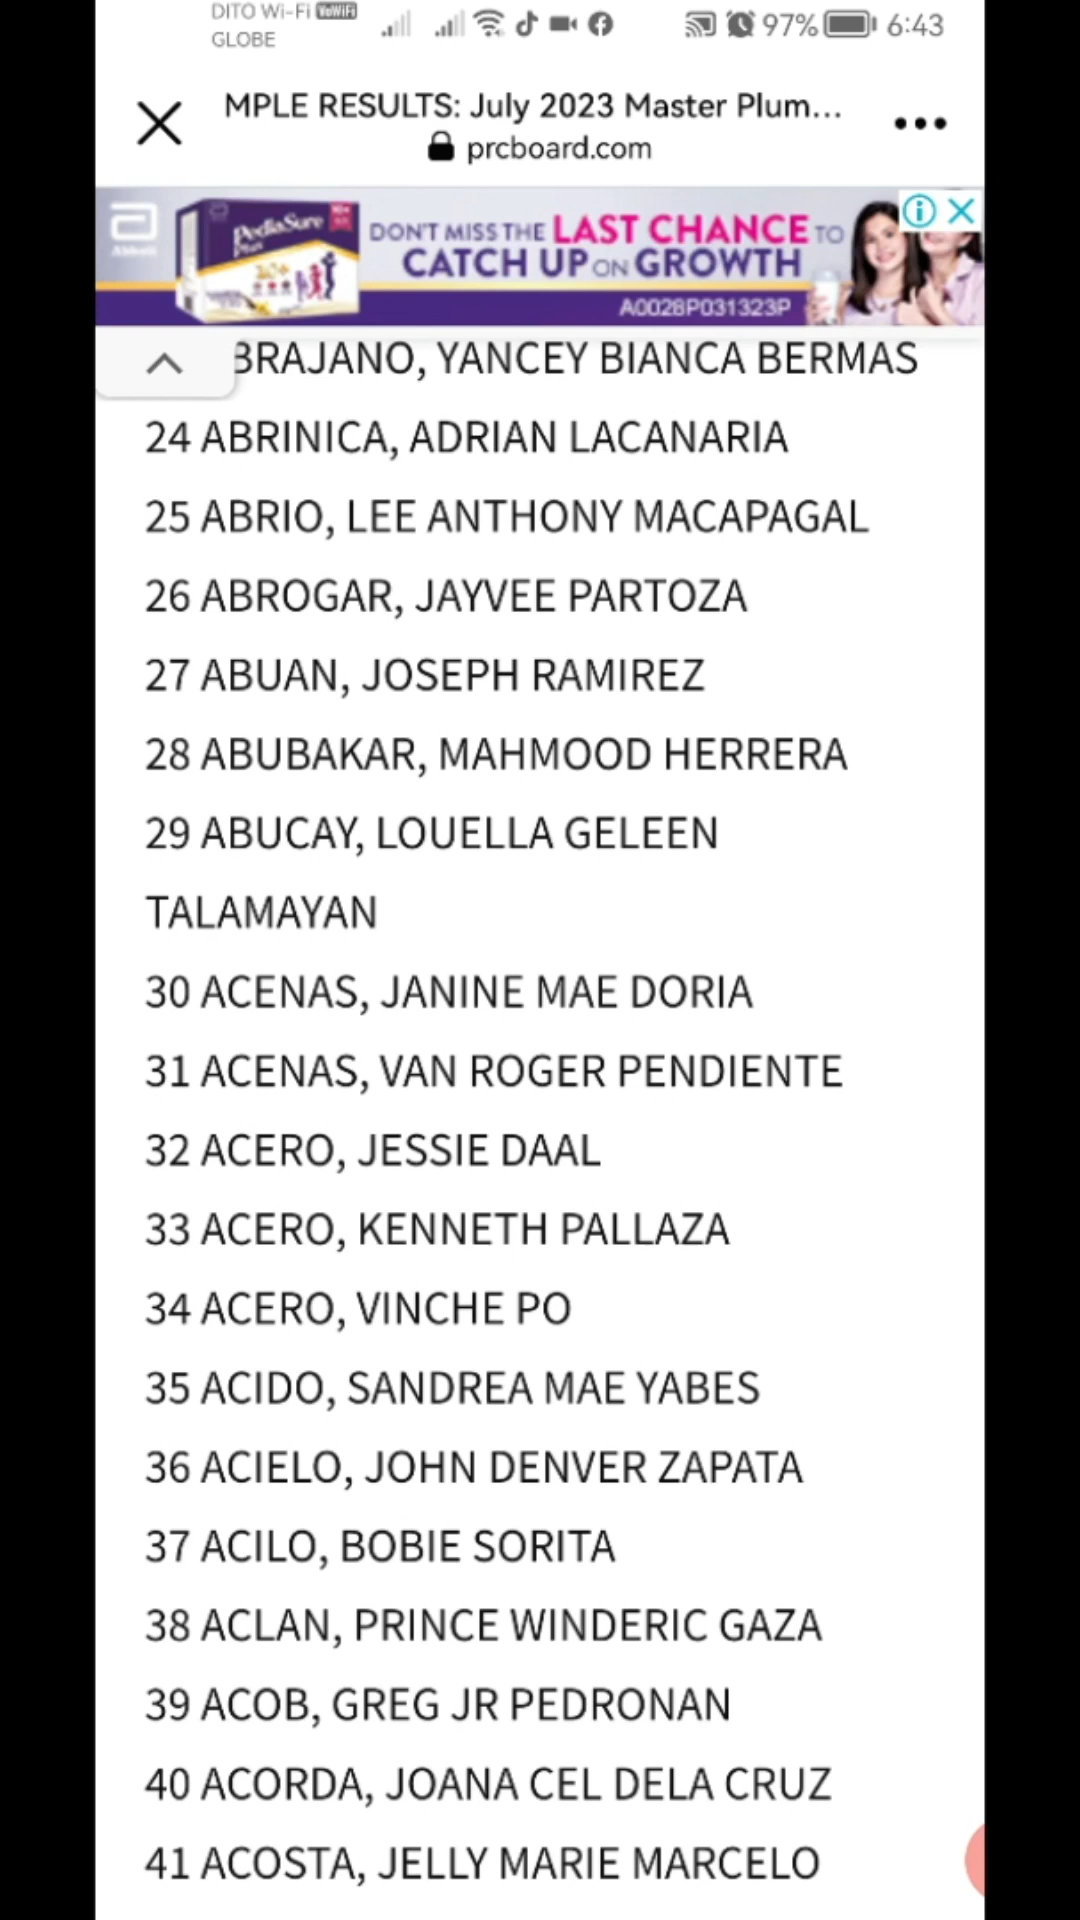 DITO Wi-Fi VoWiFi
GLOBE
97% 6:43
MPLE RESULTS: July 2023 Master Plum...
prcboard.com
Abbott
PediaSure
Plus
DON'T MISS THE LAST CHANCE TO
CATCH UP ON GROWTH
A0028P031323P
BRAJANO, YANCEY BIANCA BERMAS
24 ABRINICA, ADRIAN LACANARIA
25 ABRIO, LEE ANTHONY MACAPAGAL
26 ABROGAR, JAYVEE PARTOZA
27 ABUAN, JOSEPH RAMIREZ
28 ABUBAKAR, MAHMOOD HERRERA
29 ABUCAY, LOUELLA GELEEN
TALAMAYAN
30 ACENAS, JANINE MAE DORIA
31 ACENAS, VAN ROGER PENDIENTE
32 ACERO, JESSIE DAAL
33 ACERO, KENNETH PALLAZA
34 ACERO, VINCHE PO
35 ACIDO, SANDREA MAE YABES
36 ACIELO, JOHN DENVER ZAPATA
37 ACILO, BOBIE SORITA
38 ACLAN, PRINCE WINDERIC GAZA
39 ACOB, GREG JR PEDRONAN
40 ACORDA, JOANA CEL DELA CRUZ
41 ACOSTA, JELLY MARIE MARCELO